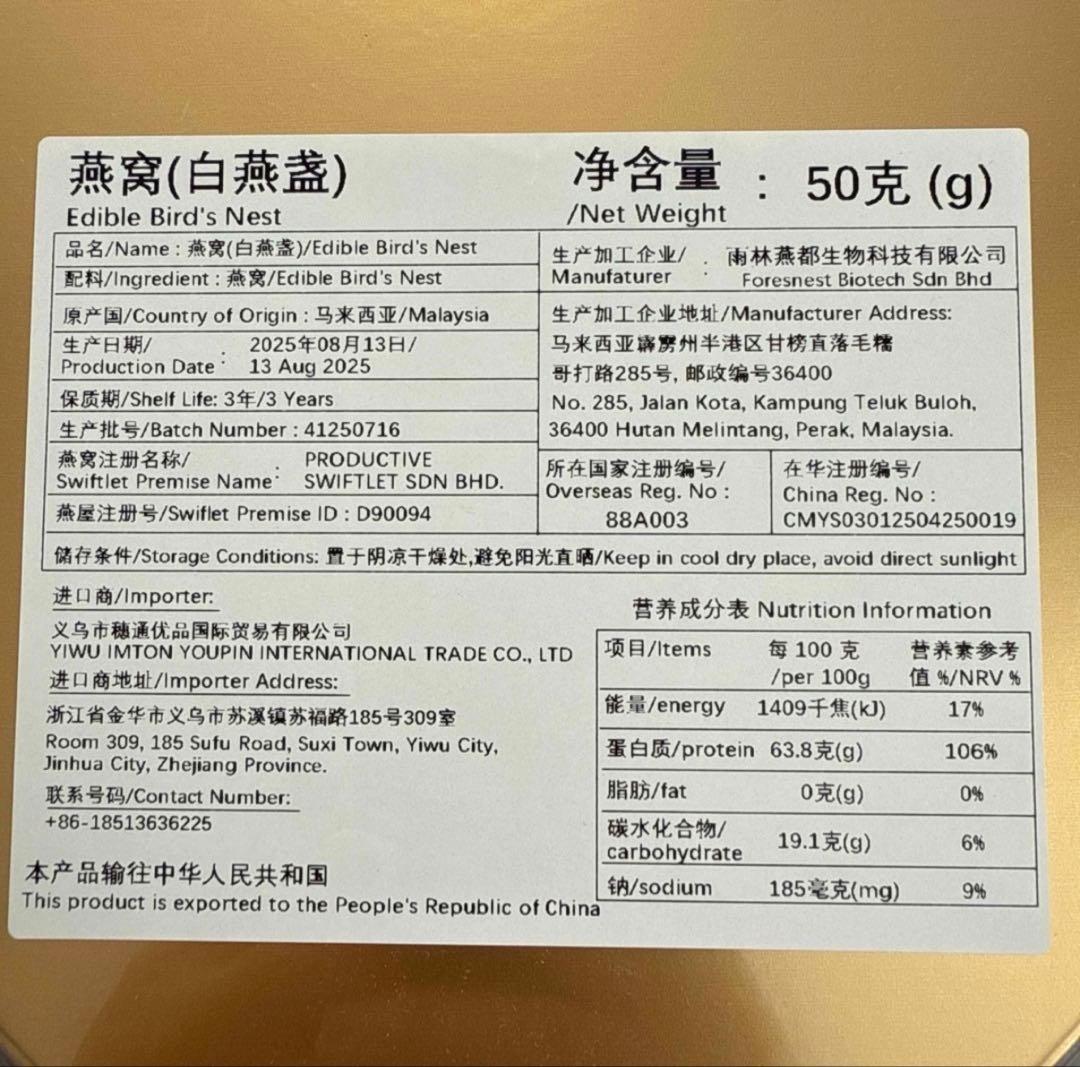 燕窝(白燕盏)
Edible Bird's Nest
净含量
/Net Weight
: 50克 (g)
品名/Name : 燕窝(白燕盏)/Edible Bird's Nest
配料/Ingredient : 燕窝/Edible Bird's Nest
原产国/Country of Origin : 马来西亚/Malaysia
生产日期/
Production Date : 2025年08月13日/
13 Aug 2025
保质期/Shelf Life: 3年/3 Years
生产批号/Batch Number : 41250716
燕窝注册名称/
Swiftlet Premise Name : PRODUCTIVE
SWIFTLET SDN BHD.
燕屋注册号/Swiflet Premise ID : D90094
生产加工企业/
Manufaturer : 雨林燕都生物科技有限公司
Foresnest Biotech Sdn Bhd
生产加工企业地址/Manufacturer Address:
马来西亚霹雳州半港区甘榜直落毛糯
哥打路285号, 邮政编号36400
No. 285, Jalan Kota, Kampung Teluk Buloh,
36400 Hutan Melintang, Perak, Malaysia.
所在国家注册编号/
Overseas Reg. No :
88A003
在华注册编号/
China Reg. No :
CMYS03012504250019
储存条件/Storage Conditions: 置于阴凉干燥处,避免阳光直晒/Keep in cool dry place, avoid direct sunlight
进口商/Importer:
义乌市穗通优品国际贸易有限公司
YIWU IMTON YOUPIN INTERNATIONAL TRADE CO., LTD
进口商地址/Importer Address:
浙江省金华市义乌市苏溪镇苏福路185号309室
Room 309, 185 Sufu Road, Suxi Town, Yiwu City,
Jinhua City, Zhejiang Province.
联系号码/Contact Number:
+86-18513636225
本产品输往中华人民共和国
This product is exported to the People's Republic of China
营养成分表 Nutrition Information
项目/Items 每 100 克
/per 100g 营养素参考
值 %/NRV %
能量/energy 1409千焦(kJ) 17%
蛋白质/protein 63.8克(g) 106%
脂肪/fat 0克(g) 0%
碳水化合物/
carbohydrate 19.1克(g) 6%
钠/sodium 185毫克(mg) 9%